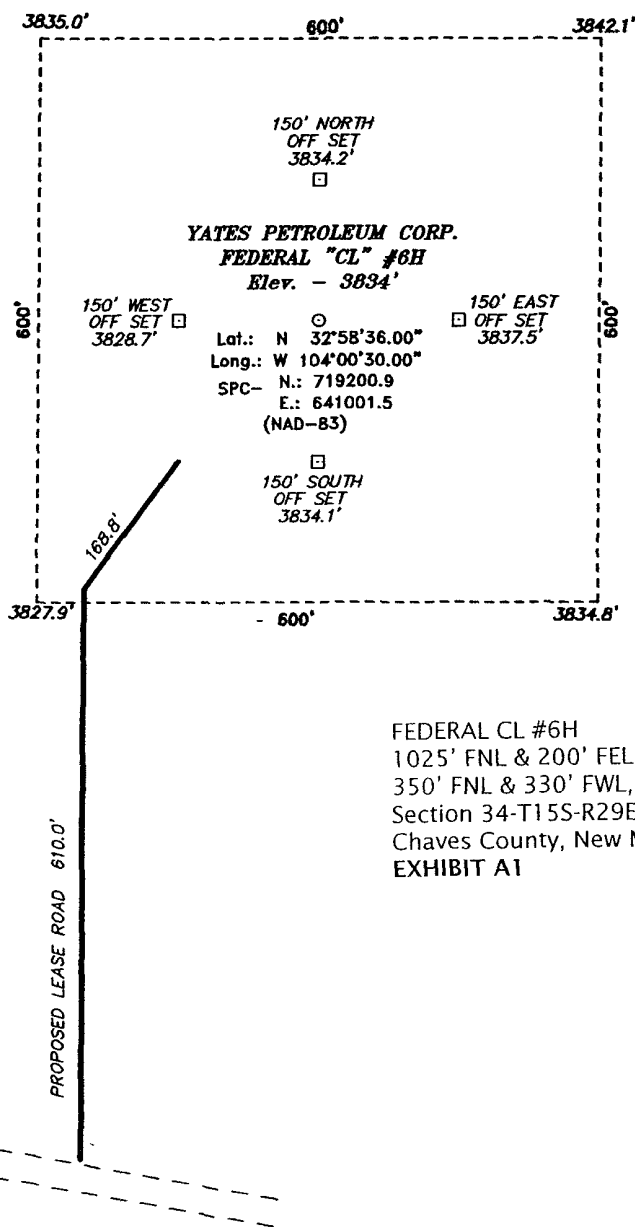 3835.0' 600' 3842.1'
150' NORTH
OFF SET
3834.2'
YATES PETROLEUM CORP.
FEDERAL "CL" #6H
Elev. - 3834'
600'
150' WEST
OFF SET
3828.7'
150' EAST
OFF SET
3837.5'
600'
Lat.: N 32°58'36.00"
Long.: W 104°00'30.00"
SPC- N.: 719200.9
E.: 641001.5
(NAD-83)
150' SOUTH
OFF SET
3834.1'
168.8'
3827.9' - 600' 3834.8'
FEDERAL CL #6H
1025' FNL & 200' FEL
350' FNL & 330' FWL,
Section 34-T15S-R29E
Chaves County, New
EXHIBIT A1
PROPOSED LEASE ROAD 610.0'